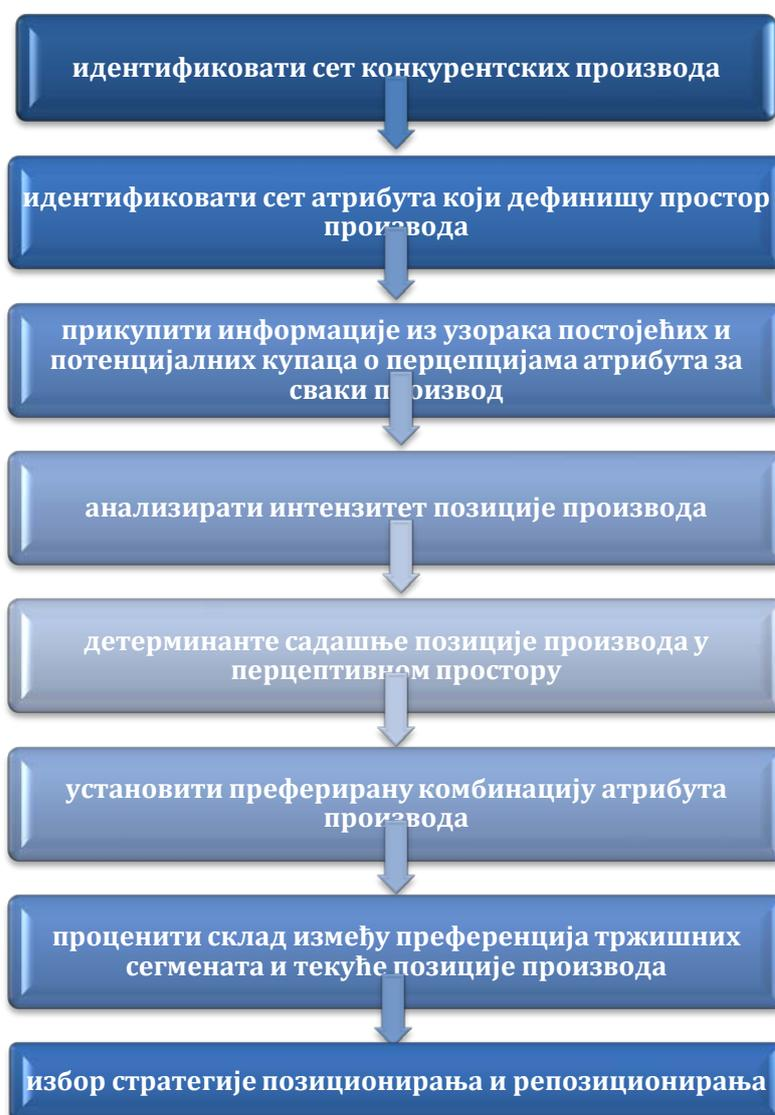 идентификовати сет конкурентских производа
идентификовати сет атрибута који дефинишу простор
производа
прикупити информације из узорака постојећих и
потенцијалних купаца о перцепцијама атрибута за
сваки производ
анализирати интензитет позиције производа
детерминанте садашње позиције производа у
перцептивном простору
установити преферирану комбинацију атрибута
производа
проценити склад између преференција тржишних
сегмената и текуће позиције производа
избор стратегије позиционирања и репозиционирања